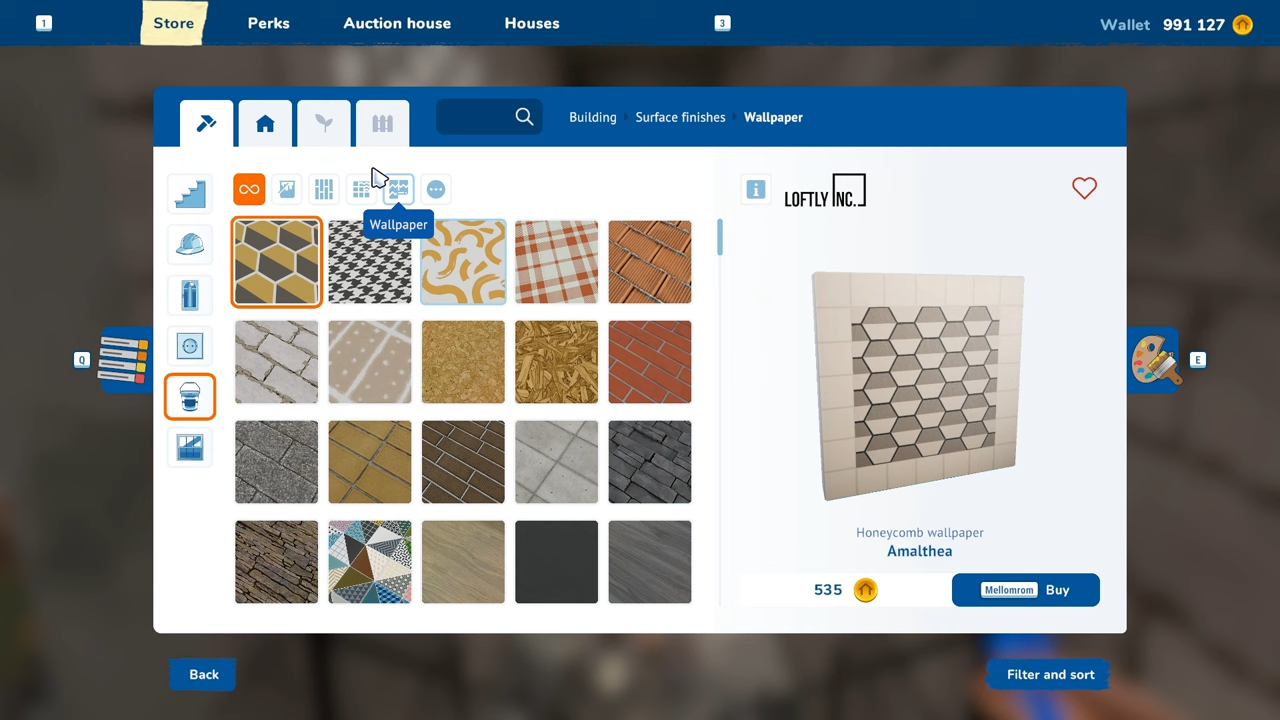 1
Store
Perks
Auction house
Houses
3
Wallet 991 127
Building
Surface finishes
Wallpaper
LOFTLY INC.
Wallpaper
Q
E
Honeycomb wallpaper
Amalthea
535
Mellomrom Buy
Back
Filter and sort